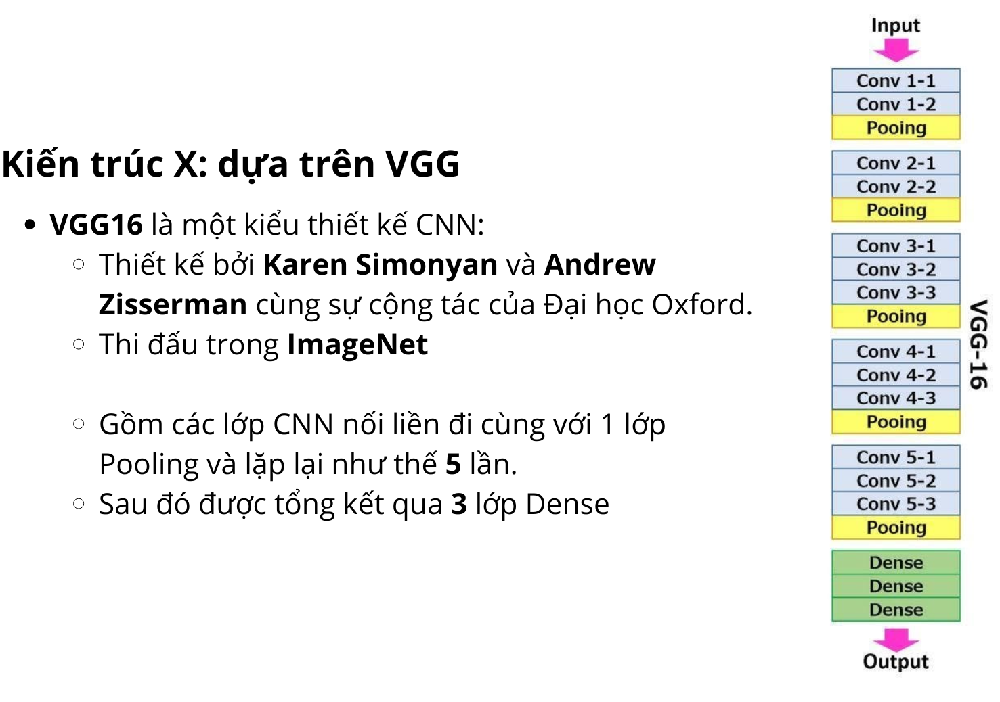 Kiến trúc X: dựa trên VGG
VGG16 là một kiểu thiết kế CNN:
Thiết kế bởi Karen Simonyan và Andrew
Zisserman cùng sự cộng tác của Đại học Oxford.
Thi đấu trong ImageNet
Gồm các lớp CNN nối liền đi cùng với 1 lớp
Pooling và lặp lại như thế 5 lần.
Sau đó được tổng kết qua 3 lớp Dense
Input
Conv 1-1
Conv 1-2
Pooing
Conv 2-1
Conv 2-2
Pooing
Conv 3-1
Conv 3-2
Conv 3-3
Pooing
Conv 4-1
Conv 4-2
Conv 4-3
Pooing
Conv 5-1
Conv 5-2
Conv 5-3
Pooing
Dense
Dense
Dense
Output
VGG-16